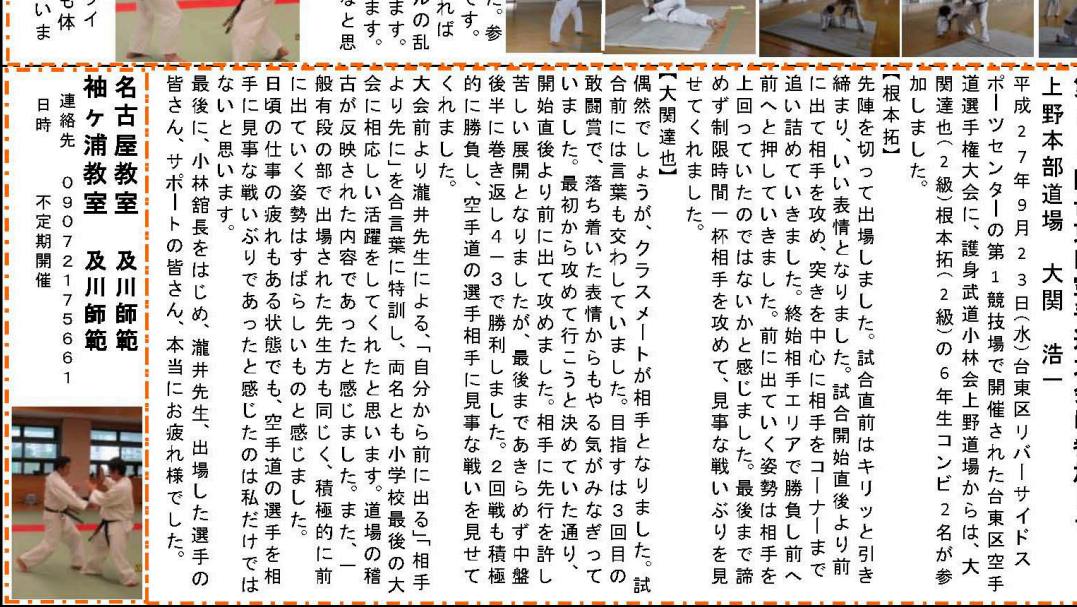 た。参
です。
れば
ルの乱
ます。
なと思
ライ
も体
いま
上野本部道場　大関　浩一
平成２７年９月２３日（水）台東区リバーサイドス
ポーツセンターの第１競技場で開催された台東区空手
道選手権大会に、護身武道小林会上野道場からは、大
関達也（２級）根本拓（２級）の６年生コンビ２名が参
加しました。
【根本拓】
先陣を切って出場しました。試合直前はキリッと引き
締まり、いい表情となりました。試合開始直後より前
に出て相手を攻め、突きを中心に相手をコーナーまで
追い詰めていきました。終始相手エリアで勝負し前へ
前へと押していきました。前に出ていく姿勢は相手を
上回っていたのではないかと感じました。最後まで諦
めず制限時間一杯相手を攻めて、見事な戦いぶりを見
せてくれました。
【大関達也】
偶然でしょうが、クラスメートが相手となりました。試
合前には言葉も交わしていました。目指すは３回目の
敢闘賞で、落ち着いた表情からもやる気がみなぎって
いました。最初から攻めて行こうと決めていた通り、
開始直後より前に出て攻めました。相手に先行を許し
苦しい展開となりましたが、最後まであきらめず中盤
後半に巻き返し４－３で勝利しました。２回戦も積極
的に勝負し、空手道の選手相手に見事な戦いを見せて
くれました。
大会前より瀧井先生による、「自分から前に出る」「相手
より先に」を合言葉に特訓し、両名とも小学校最後の大
会に相応しい活躍をしてくれたと思います。道場の稽
古が反映された内容であったと感じました。また、一
般有段の部で出場された先生方も同じく、積極的に前
に出ていく姿勢はすばらしいものと感じました。
日頃の仕事の疲れもある状態でも、空手道の選手を相
手に見事な戦いぶりであったと感じたのは私だけでは
ないと思います。
最後に、小林舘長をはじめ、瀧井先生、出場した選手の
皆さん、サポートの皆さん、本当にお疲れ様でした。
名古屋教室　及川師範
袖ヶ浦教室　及川師範
連絡先　０９０７２１７５６６１
日時　　不定期開催